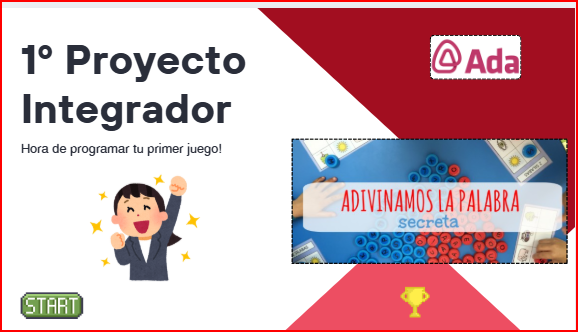 1º Proyecto
Integrador
Hora de programar tu primer juego!
Ada
ADIVINAMOS LA PALABRA
secreta
START